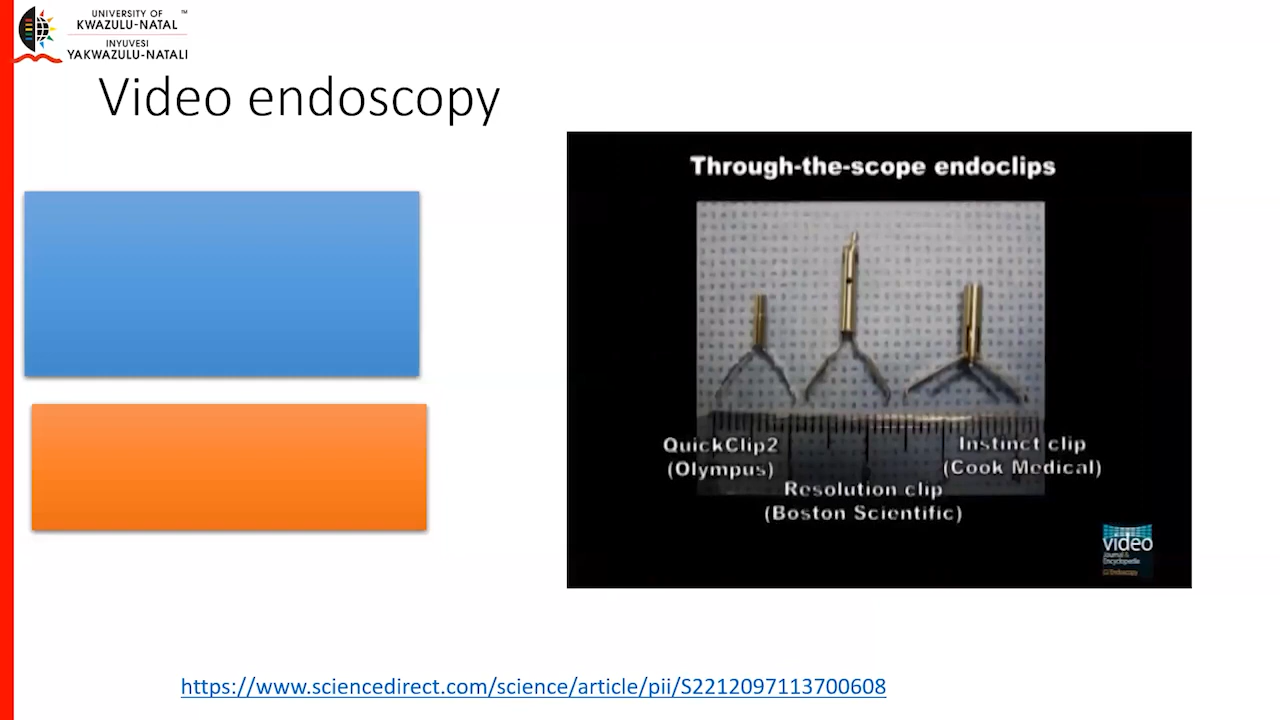 UNIVERSITY OF ™
KWAZULU-NATAL
INYUVESI
YAKWAZULU-NATALI
Video endoscopy
Through-the-scope endoclips
QuickClip2
(Olympus)
Instinct clip
(Cook Medical)
Resolution clip
(Boston Scientific)
video
Journal &
Encyclopedia
GI Endoscopy
https://www.sciencedirect.com/science/article/pii/S2212097113700608